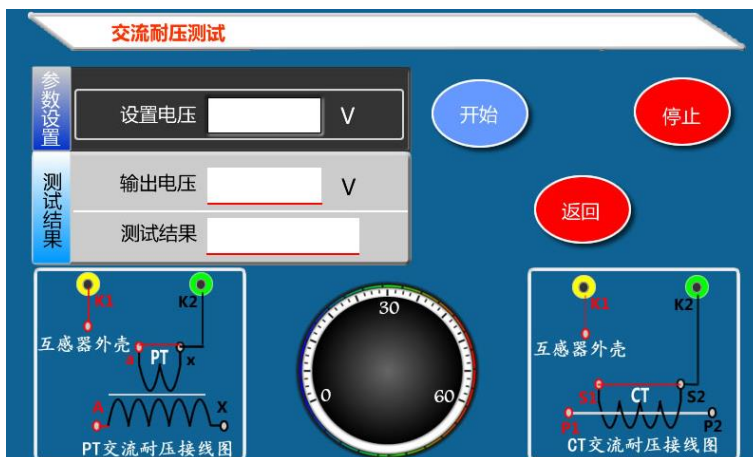 交流耐压测试
参数设置
设置电压 V
开始
停止
测试结果
输出电压 V
测试结果
返回
K1
K2
互感器外壳
a PT x
A X
PT交流耐压接线图
0 30 60
K1
K2
互感器外壳
S1 CT S2
P1 P2
CT交流耐压接线图